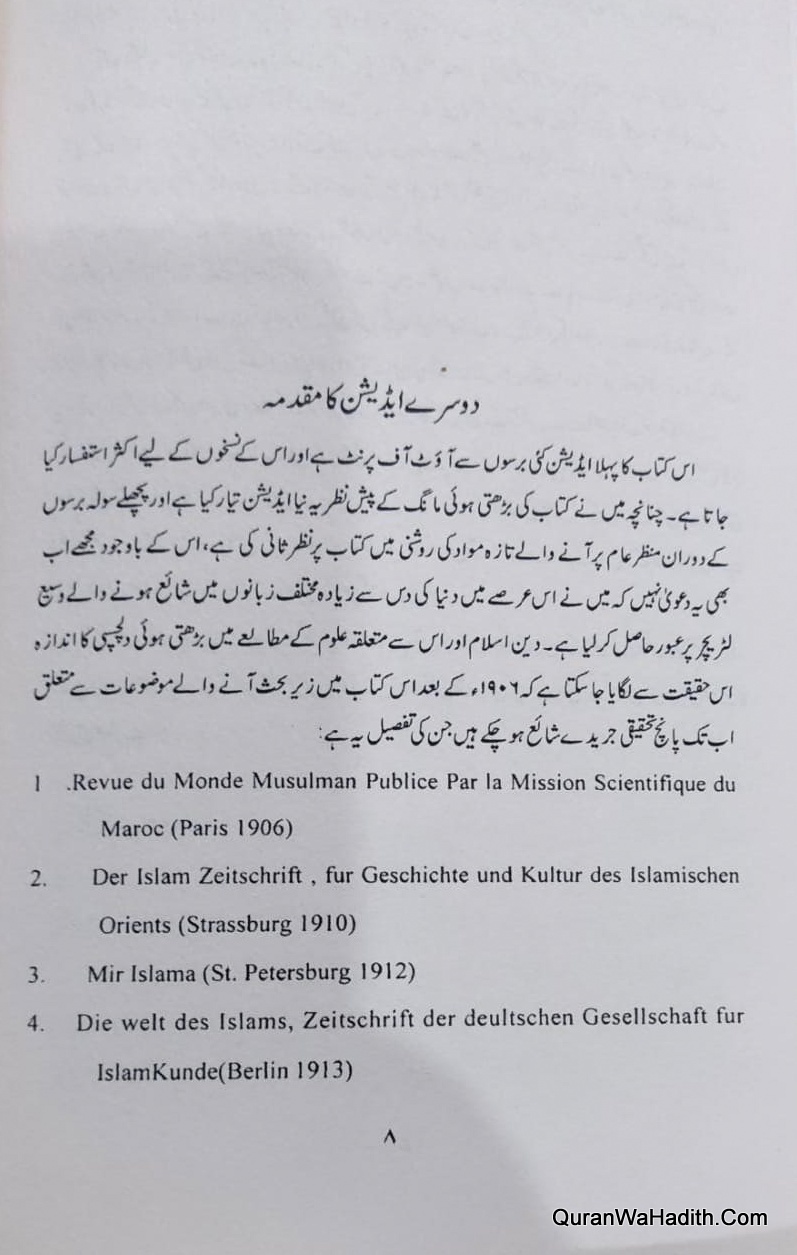 دوسرے ایڈیشن کا مقدمہ
اس کتاب کا پہلا ایڈیشن کئی برسوں سے آؤٹ آف پرنٹ ہے اور اس کے نسخوں کے لیے اکثر استفسار کیا
جاتا ہے۔ چنانچہ میں نے کتاب کی بڑھتی ہوئی مانگ کے پیش نظر یہ نیا ایڈیشن تیار کیا ہے اور پچھلے سولہ برسوں
کے دوران منظر عام پر آنے والے تازہ مواد کی روشنی میں کتاب پر نظر ثانی کی ہے، اس کے باوجود مجھے اب
بھی یہ دعویٰ نہیں کہ میں نے اس عرصے میں دنیا کی دس سے زیادہ مختلف زبانوں میں شائع ہونے والے وسیع
لٹریچر پر عبور حاصل کر لیا ہے۔ دین اسلام اور اس سے متعلقہ علوم کے مطالعے میں بڑھتی ہوئی دلچسپی کا اندازہ
اس حقیقت سے لگایا جا سکتا ہے کہ ۱۹۰۶ء کے بعد اس کتاب میں زیر بحث آنے والے موضوعات سے متعلق
اب تک پانچ تحقیقی جریدے شائع ہو چکے ہیں جن کی تفصیل یہ ہے:
1 .Revue du Monde Musulman Publice Par la Mission Scientifique du
Maroc (Paris 1906)
2. Der Islam Zeitschrift , fur Geschichte und Kultur des Islamischen
Orients (Strassburg 1910)
3. Mir Islama (St. Petersburg 1912)
4. Die welt des Islams, Zeitschrift der deultschen Gesellschaft fur
IslamKunde(Berlin 1913)
۸
QuranWaHadith.Com